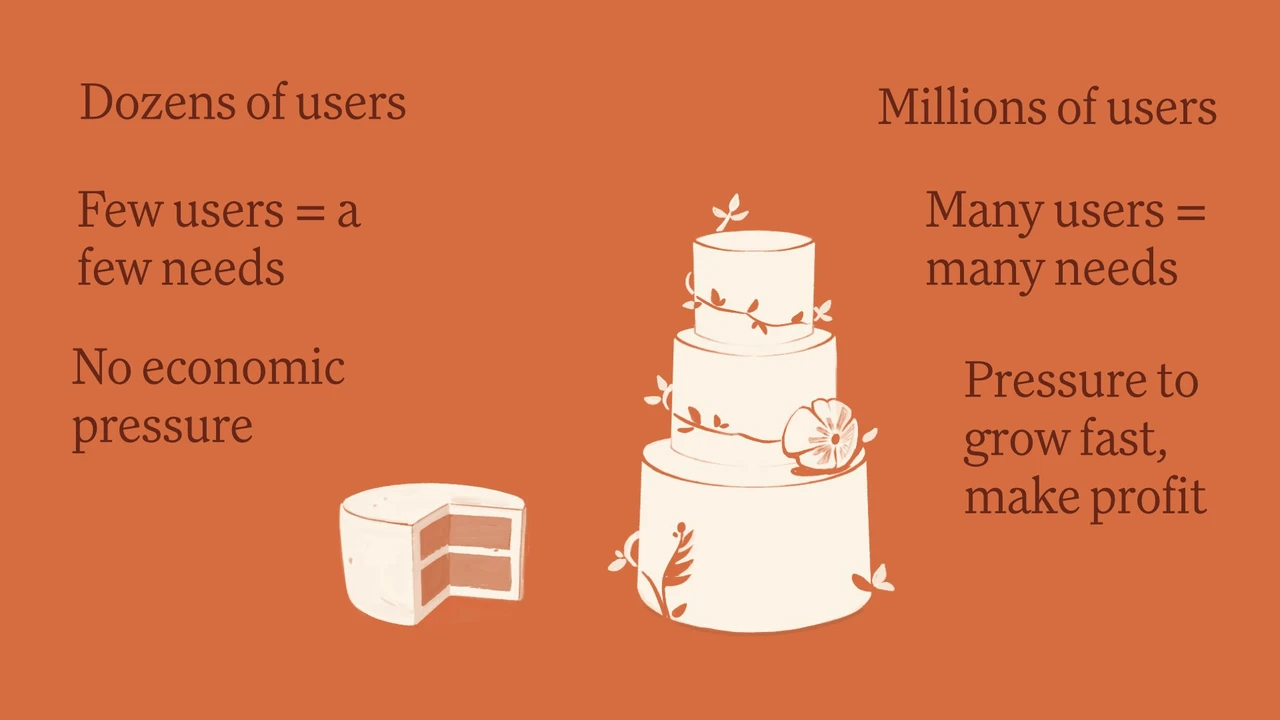 Dozens of users
Few users = a
few needs
No economic
pressure
Millions of users
Many users =
many needs
Pressure to
grow fast,
make profit